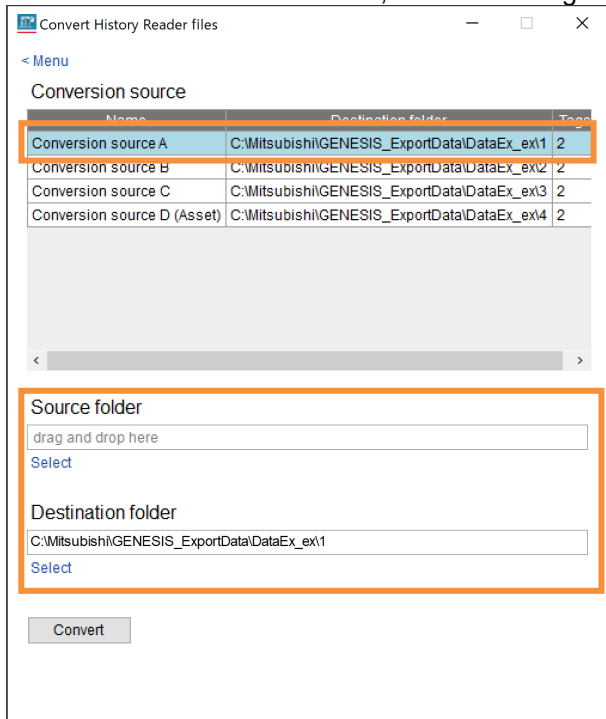 Convert History Reader files
< Menu
Conversion source
Name Destination folder Tags
Conversion source A C:\Mitsubishi\GENESIS_ExportData\DataEx_ex\1 2
Conversion source B C:\Mitsubishi\GENESIS_ExportData\DataEx_ex\2 2
Conversion source C C:\Mitsubishi\GENESIS_ExportData\DataEx_ex\3 2
Conversion source D (Asset) C:\Mitsubishi\GENESIS_ExportData\DataEx_ex\4 2
Source folder
drag and drop here
Select
Destination folder
C:\Mitsubishi\GENESIS_ExportData\DataEx_ex\1
Select
Convert